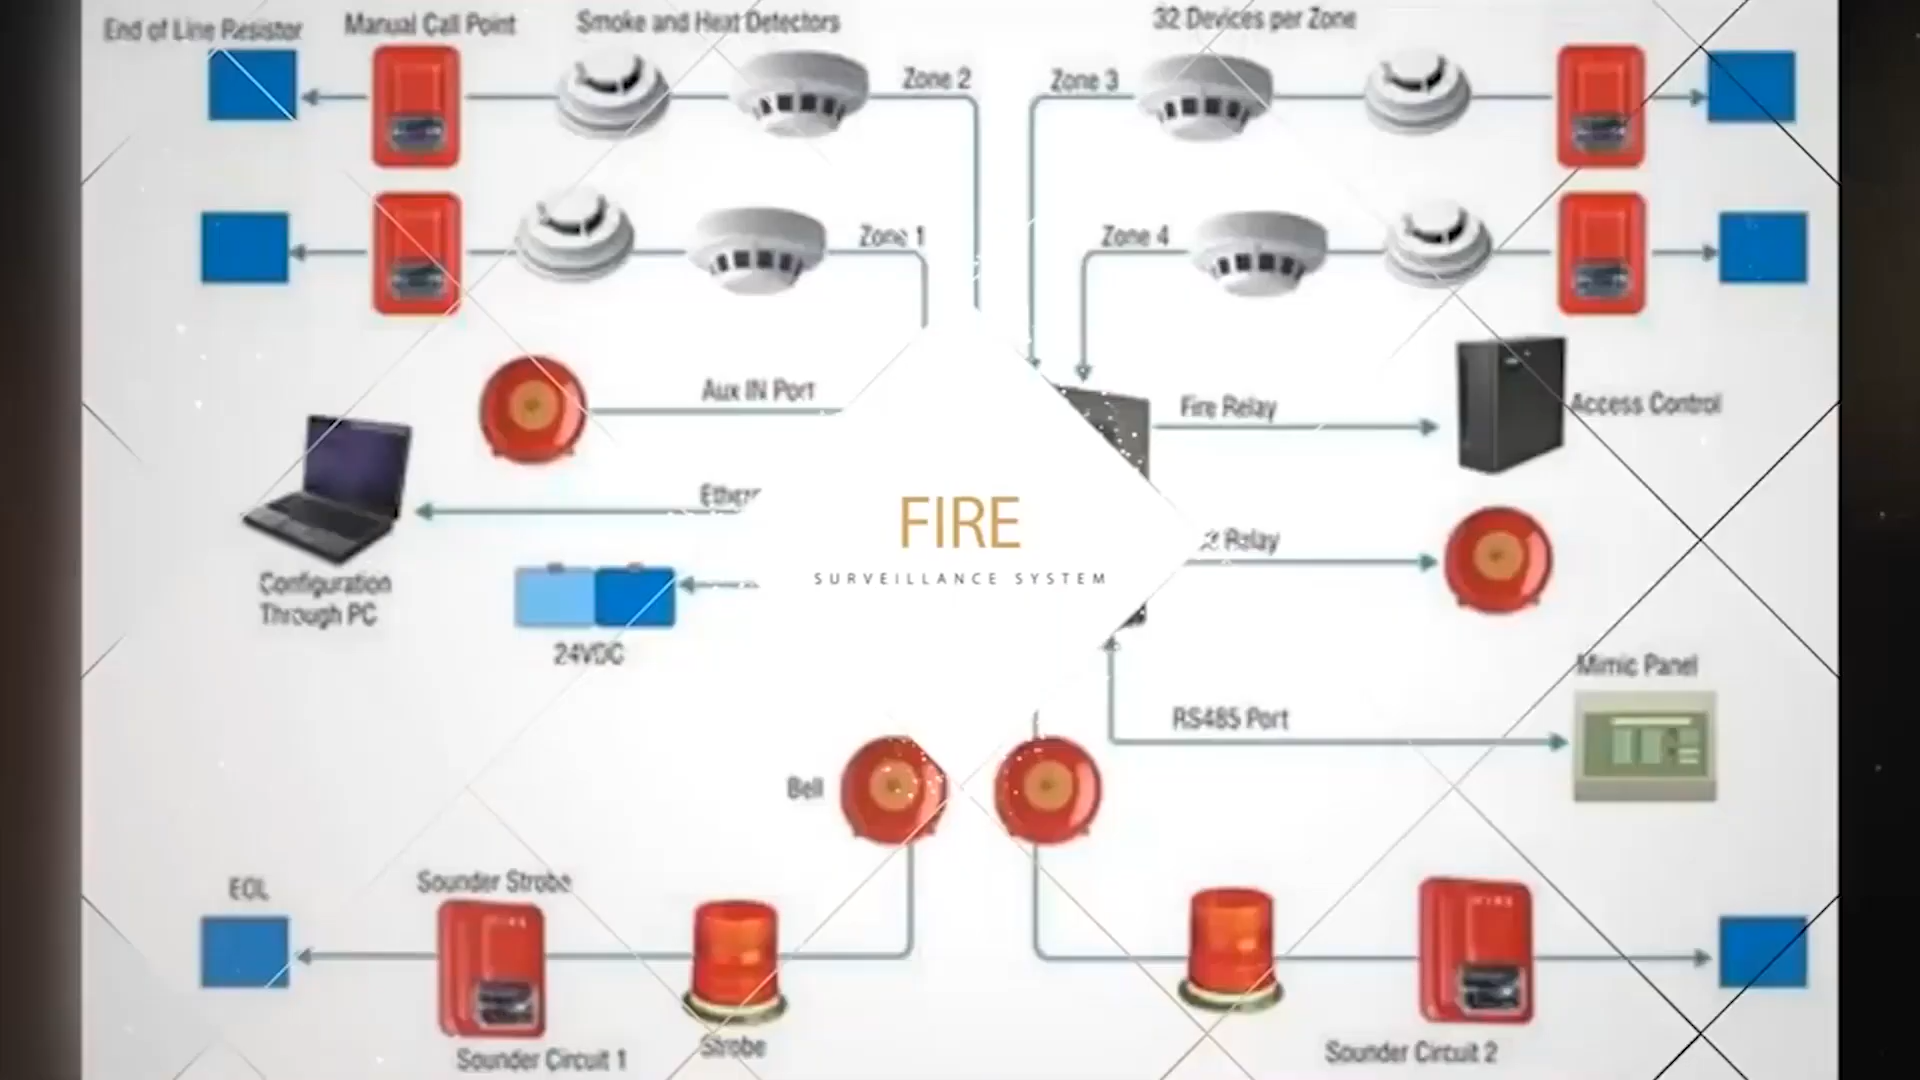 End of Line Resistor
Manual Call Point
Smoke and Heat Detectors
32 Devices per Zone
Zone 2
Zone 3
Zone 1
Zone 4
Aux IN Port
Fire Relay
Access Control
FIRE
SURVEILLANCE SYSTEM
Relay
Configuration
Through PC
24VDC
Mimic Panel
RS485 Port
Bell
EOL
Sounder Strobe
Strobe
Sounder Circuit 1
Sounder Circuit 2